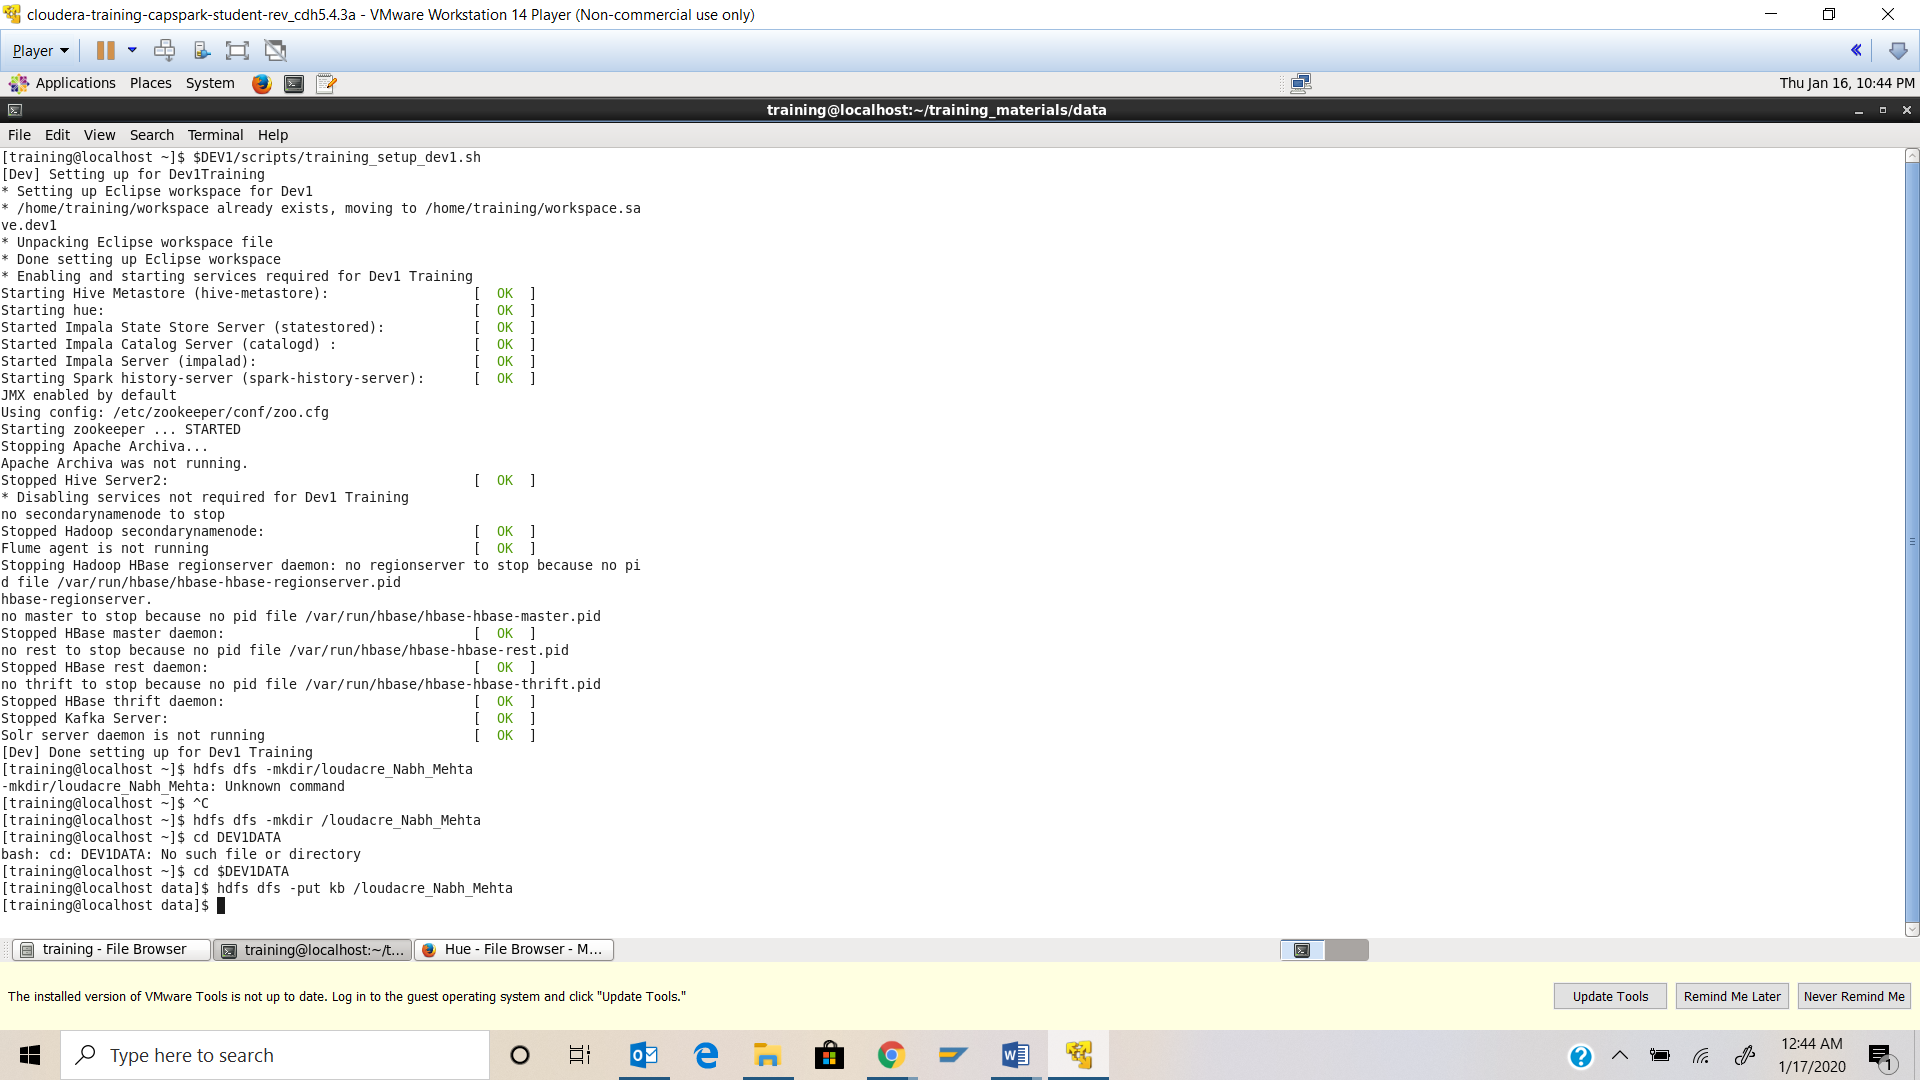 cloudera-training-capspark-student-rev_cdh5.4.3a - VMware Workstation 14 Player (Non-commercial use only)
Player
Applications Places System Thu Jan 16, 10:44 PM
training@localhost:~/training_materials/data
File Edit View Search Terminal Help
[training@localhost ~]$ $DEV1/scripts/training_setup_dev1.sh
[Dev] Setting up for Dev1Training
* Setting up Eclipse workspace for Dev1
* /home/training/workspace already exists, moving to /home/training/workspace.sa
ve.dev1
* Unpacking Eclipse workspace file
* Done setting up Eclipse workspace
* Enabling and starting services required for Dev1 Training
Starting Hive Metastore (hive-metastore): [ OK ]
Starting hue: [ OK ]
Started Impala State Store Server (statestored): [ OK ]
Started Impala Catalog Server (catalogd) : [ OK ]
Started Impala Server (impalad): [ OK ]
Starting Spark history-server (spark-history-server): [ OK ]
JMX enabled by default
Using config: /etc/zookeeper/conf/zoo.cfg
Starting zookeeper ... STARTED
Stopping Apache Archiva...
Apache Archiva was not running.
Stopped Hive Server2: [ OK ]
* Disabling services not required for Dev1 Training
no secondarynamenode to stop
Stopped Hadoop secondarynamenode: [ OK ]
Flume agent is not running [ OK ]
Stopping Hadoop HBase regionserver daemon: no regionserver to stop because no pi
d file /var/run/hbase/hbase-hbase-regionserver.pid
hbase-regionserver.
no master to stop because no pid file /var/run/hbase/hbase-hbase-master.pid
Stopped HBase master daemon: [ OK ]
no rest to stop because no pid file /var/run/hbase/hbase-hbase-rest.pid
Stopped HBase rest daemon: [ OK ]
no thrift to stop because no pid file /var/run/hbase/hbase-hbase-thrift.pid
Stopped HBase thrift daemon: [ OK ]
Stopped Kafka Server: [ OK ]
Solr server daemon is not running [ OK ]
[Dev] Done setting up for Dev1 Training
[training@localhost ~]$ hdfs dfs -mkdir/loudacre_Nabh_Mehta
-mkdir/loudacre_Nabh_Mehta: Unknown command
[training@localhost ~]$ ^C
[training@localhost ~]$ hdfs dfs -mkdir /loudacre_Nabh_Mehta
[training@localhost ~]$ cd DEV1DATA
bash: cd: DEV1DATA: No such file or directory
[training@localhost ~]$ cd $DEV1DATA
[training@localhost data]$ hdfs dfs -put kb /loudacre_Nabh_Mehta
[training@localhost data]$
training - File Browser training@localhost:~/t... Hue - File Browser - M...
The installed version of VMware Tools is not up to date. Log in to the guest operating system and click "Update Tools."
Update Tools Remind Me Later Never Remind Me
Type here to search
12:44 AM
1/17/2020
1